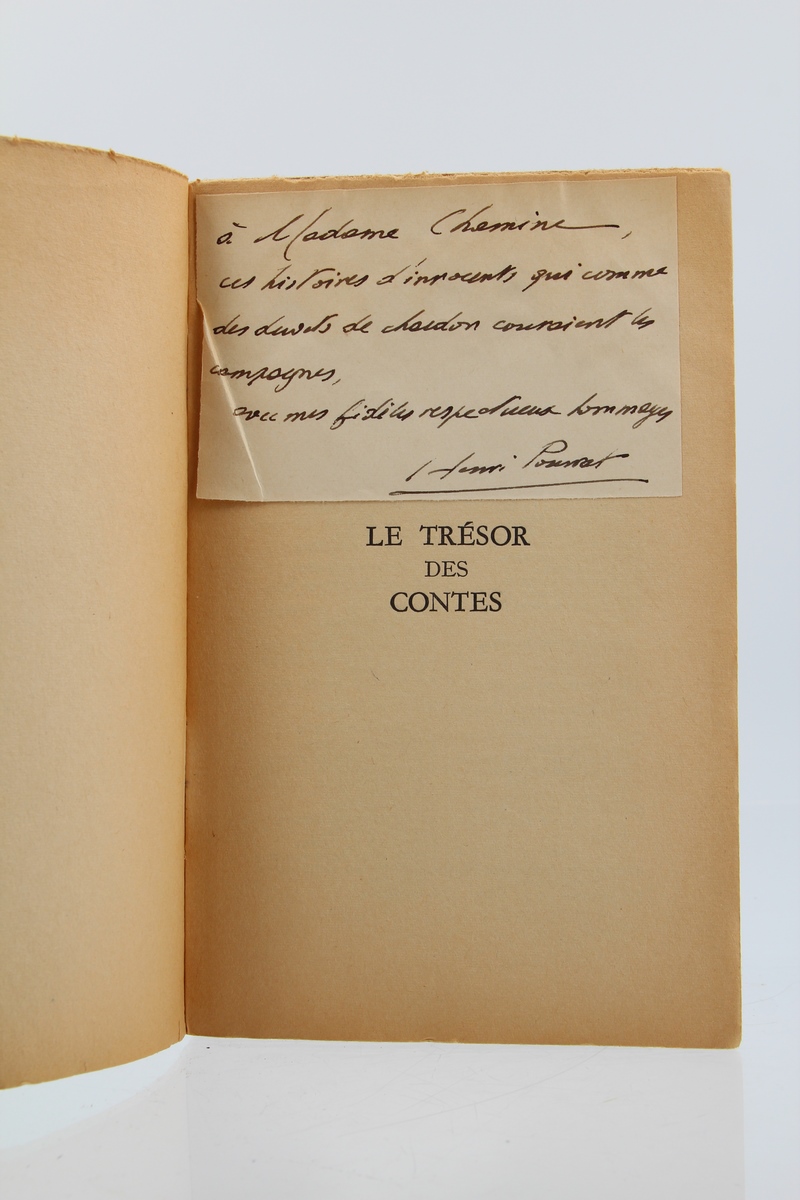 à Madame Chemine,
ces histoires d'innocents qui comme
des duvets de chardon couraient les
campagnes,
avec mes fidèles respectueux hommages
Henri Pourrat
LE TRÉSOR
DES
CONTES